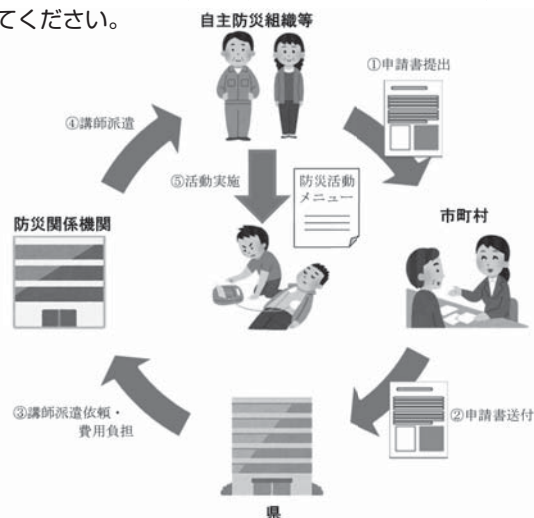 てください。
自主防災組織等
①申請書提出
④講師派遣
⑤活動実施
防災活動
メニュー
市町村
防災関係機関
③講師派遣依頼・
費用負担
②申請書送付
県